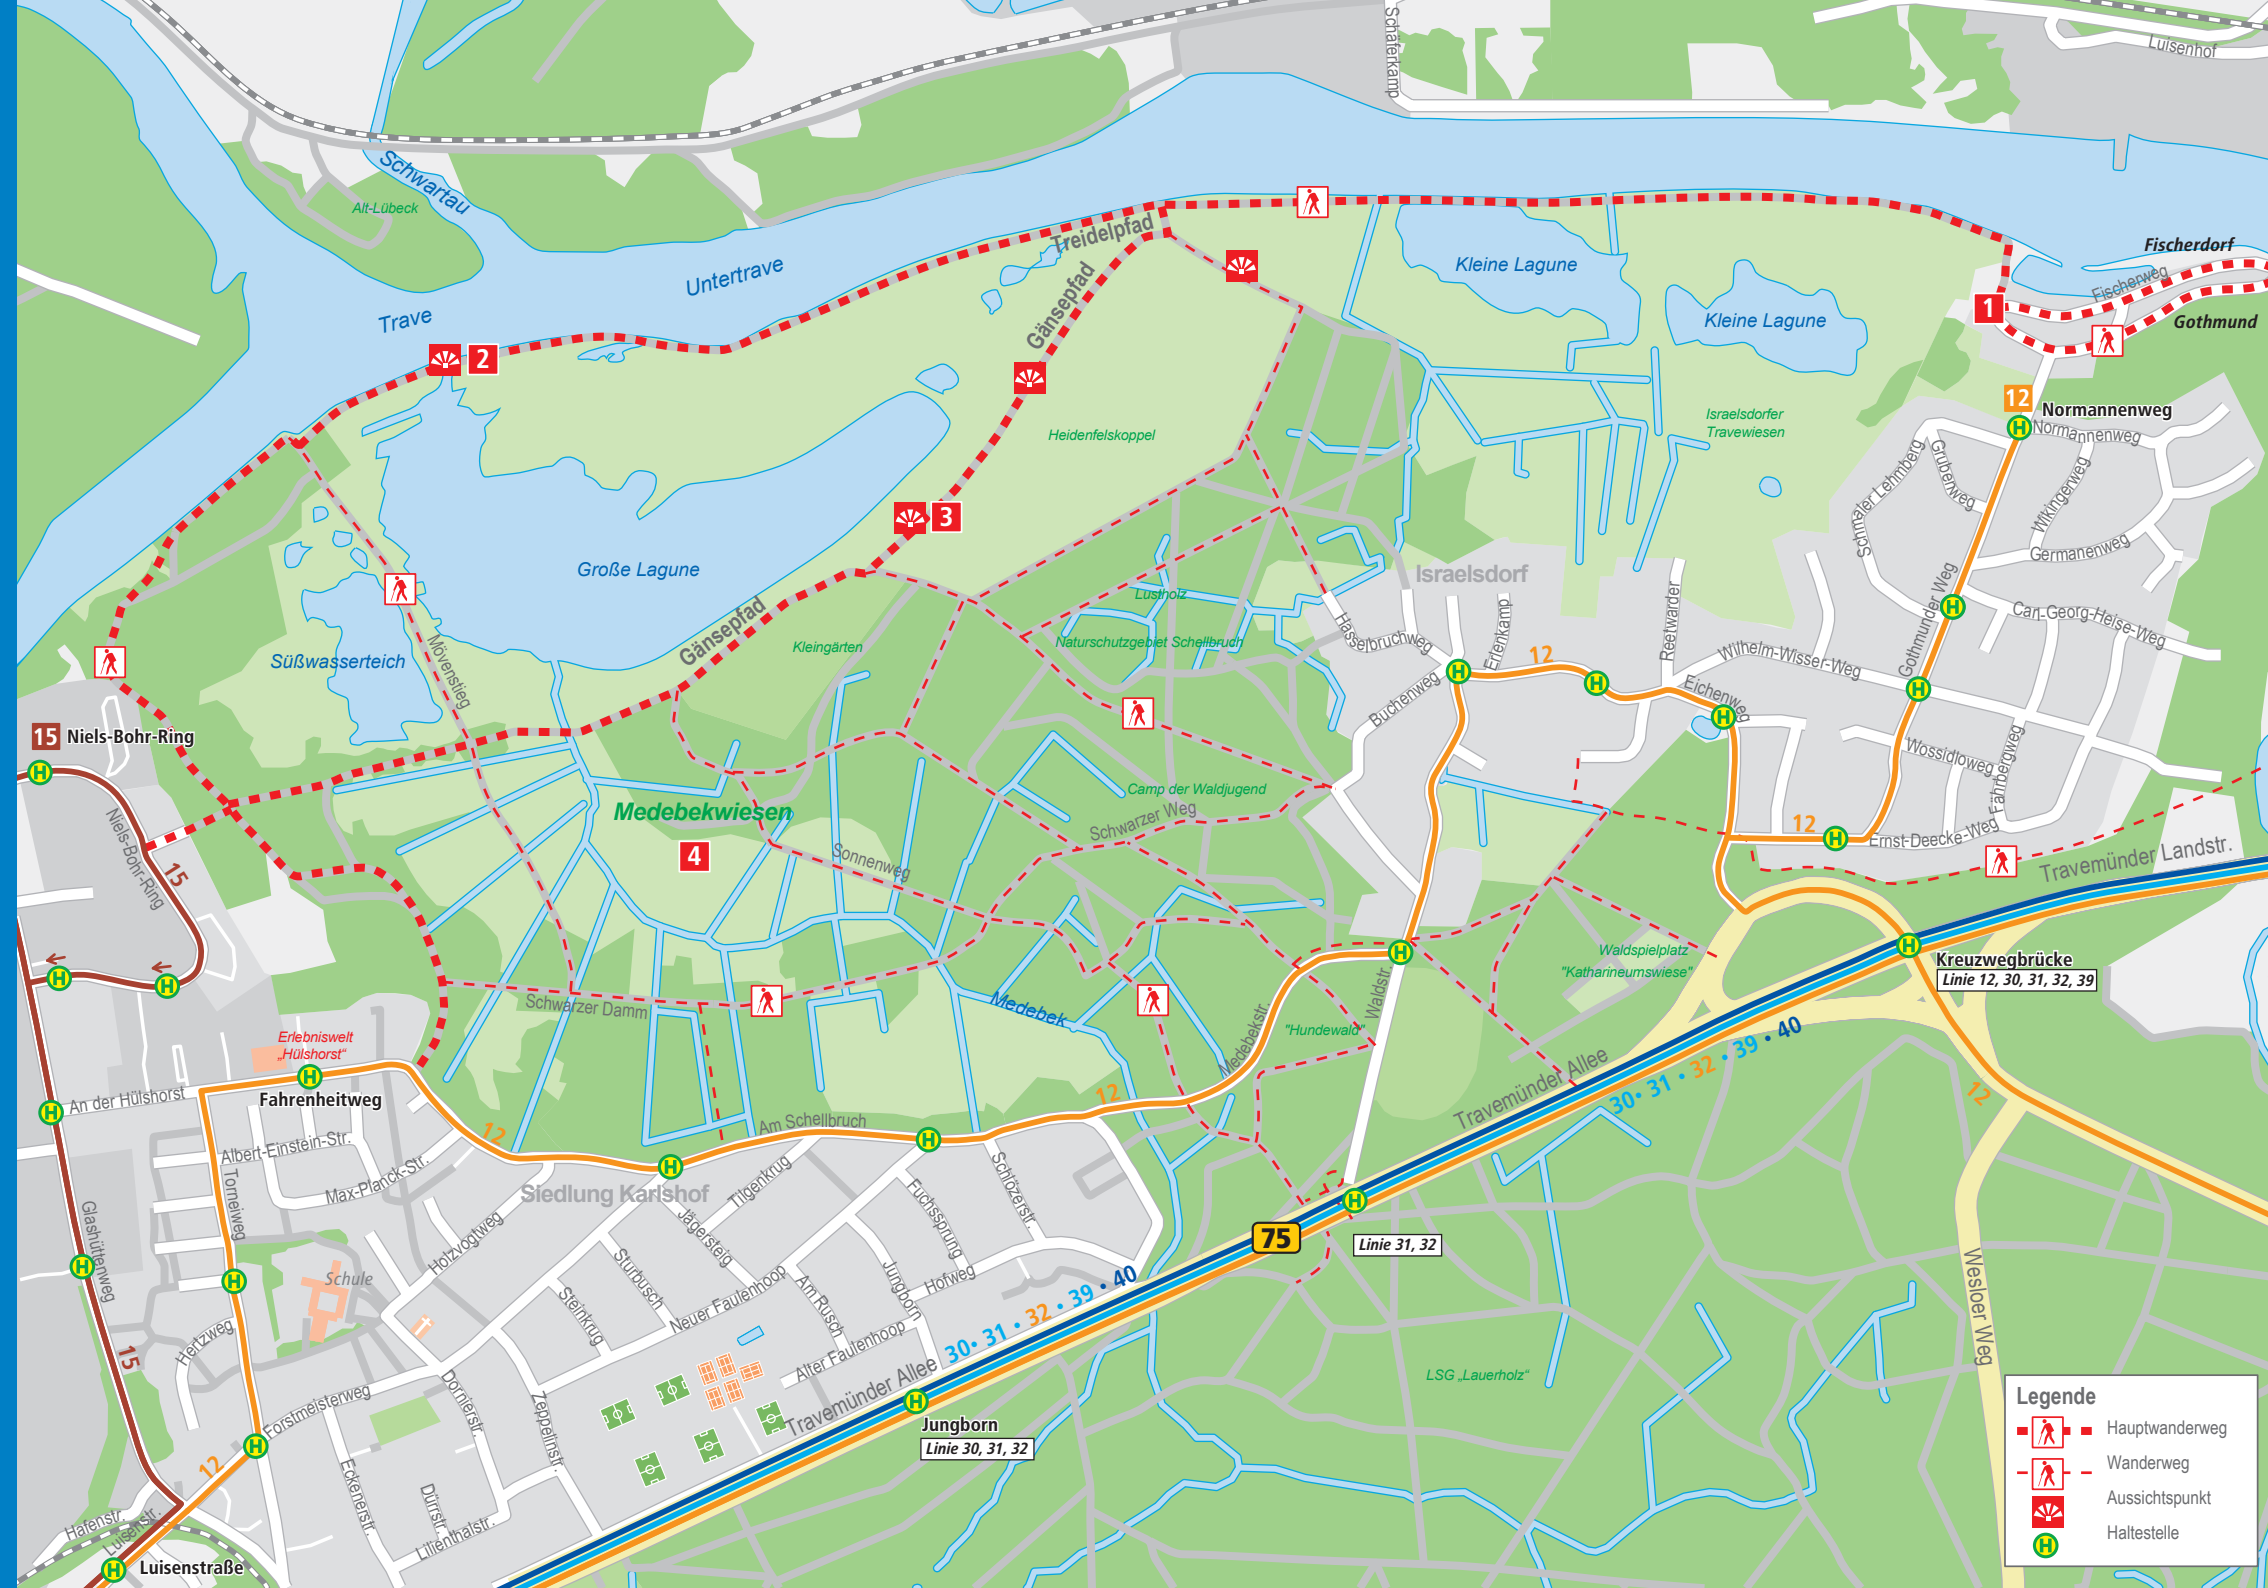 Schäferkamp
Luisenhof
Schwartau
Alt-Lübeck
Fischerdorf
Treidelpfad
Untertrave
Kleine Lagune
Fischerweg
Gänsepfad
1
Trave
Kleine Lagune
Gothmund
2
12
Normannenweg
Israelsdorfer
Travewiesen
Heidenfelskoppel
Normannenweg
Schmaler Lehmberg
Grubenweg
Wikingerweg
3
Germanenweg
Große Lagune
Israelsdorf
Lustholz
Gothmunder Weg
Carl-Georg-Heise-Weg
Hasselbruchweg
Erlenkamp
Reetwarder
Gänsepfad
Kleingärten
Naturschutzgebiet Schellbruch
Süßwasserteich
Mövenstieg
12
Wilhelm-Wisser-Weg
Buchenweg
Eichenweg
15 Niels-Bohr-Ring
Wossidloweg
Fährbergweg
Camp der Waldjugend
Medebekwiesen
Schwarzer Weg
12
Ernst-Deecke-Weg
Niels-Bohr-Ring
4
Sonnenweg
Travemünder Landstr.
15
Waldspielplatz
"Katharineumswiese"
Kreuzwegbrücke
Linie 12, 30, 31, 32, 39
Schwarzer Damm
Medebek
Waldstr.
Medebekstr.
"Hundewald"
Erlebniswelt
„Hülshorst“
30 • 31 • 32 • 39 • 40
Travemünder Allee
An der Hülshorst
Fahrenheitweg
12
12
12
Am Schellbruch
Albert-Einstein-Str.
Max-Planck-Str.
Torneiweg
Siedlung Karlshof
Tilgenkrug
Fuchssprung
Schlözerstr.
Glashüttenweg
Holzvogtweg
Jägersteig
75
Linie 31, 32
Schule
Sturbusch
Steinkrug
Neuer Faulenhoop
Am Rusch
Jungborn
Hofweg
Wesloer Weg
30 • 31 • 32 • 39 • 40
15
Hertzweg
Alter Faulenhoop
Travemünder Allee
LSG „Lauerholz“
Forstmeisterweg
Dornierstr.
Zeppelinstr.
Jungborn
Linie 30, 31, 32
12
Eckenerstr.
Dürrstr.
Lilienthalstr.
Hafenstr.
Luisenstr.
Luisenstraße
Legende
Hauptwanderweg
Wanderweg
Aussichtspunkt
H Haltestelle